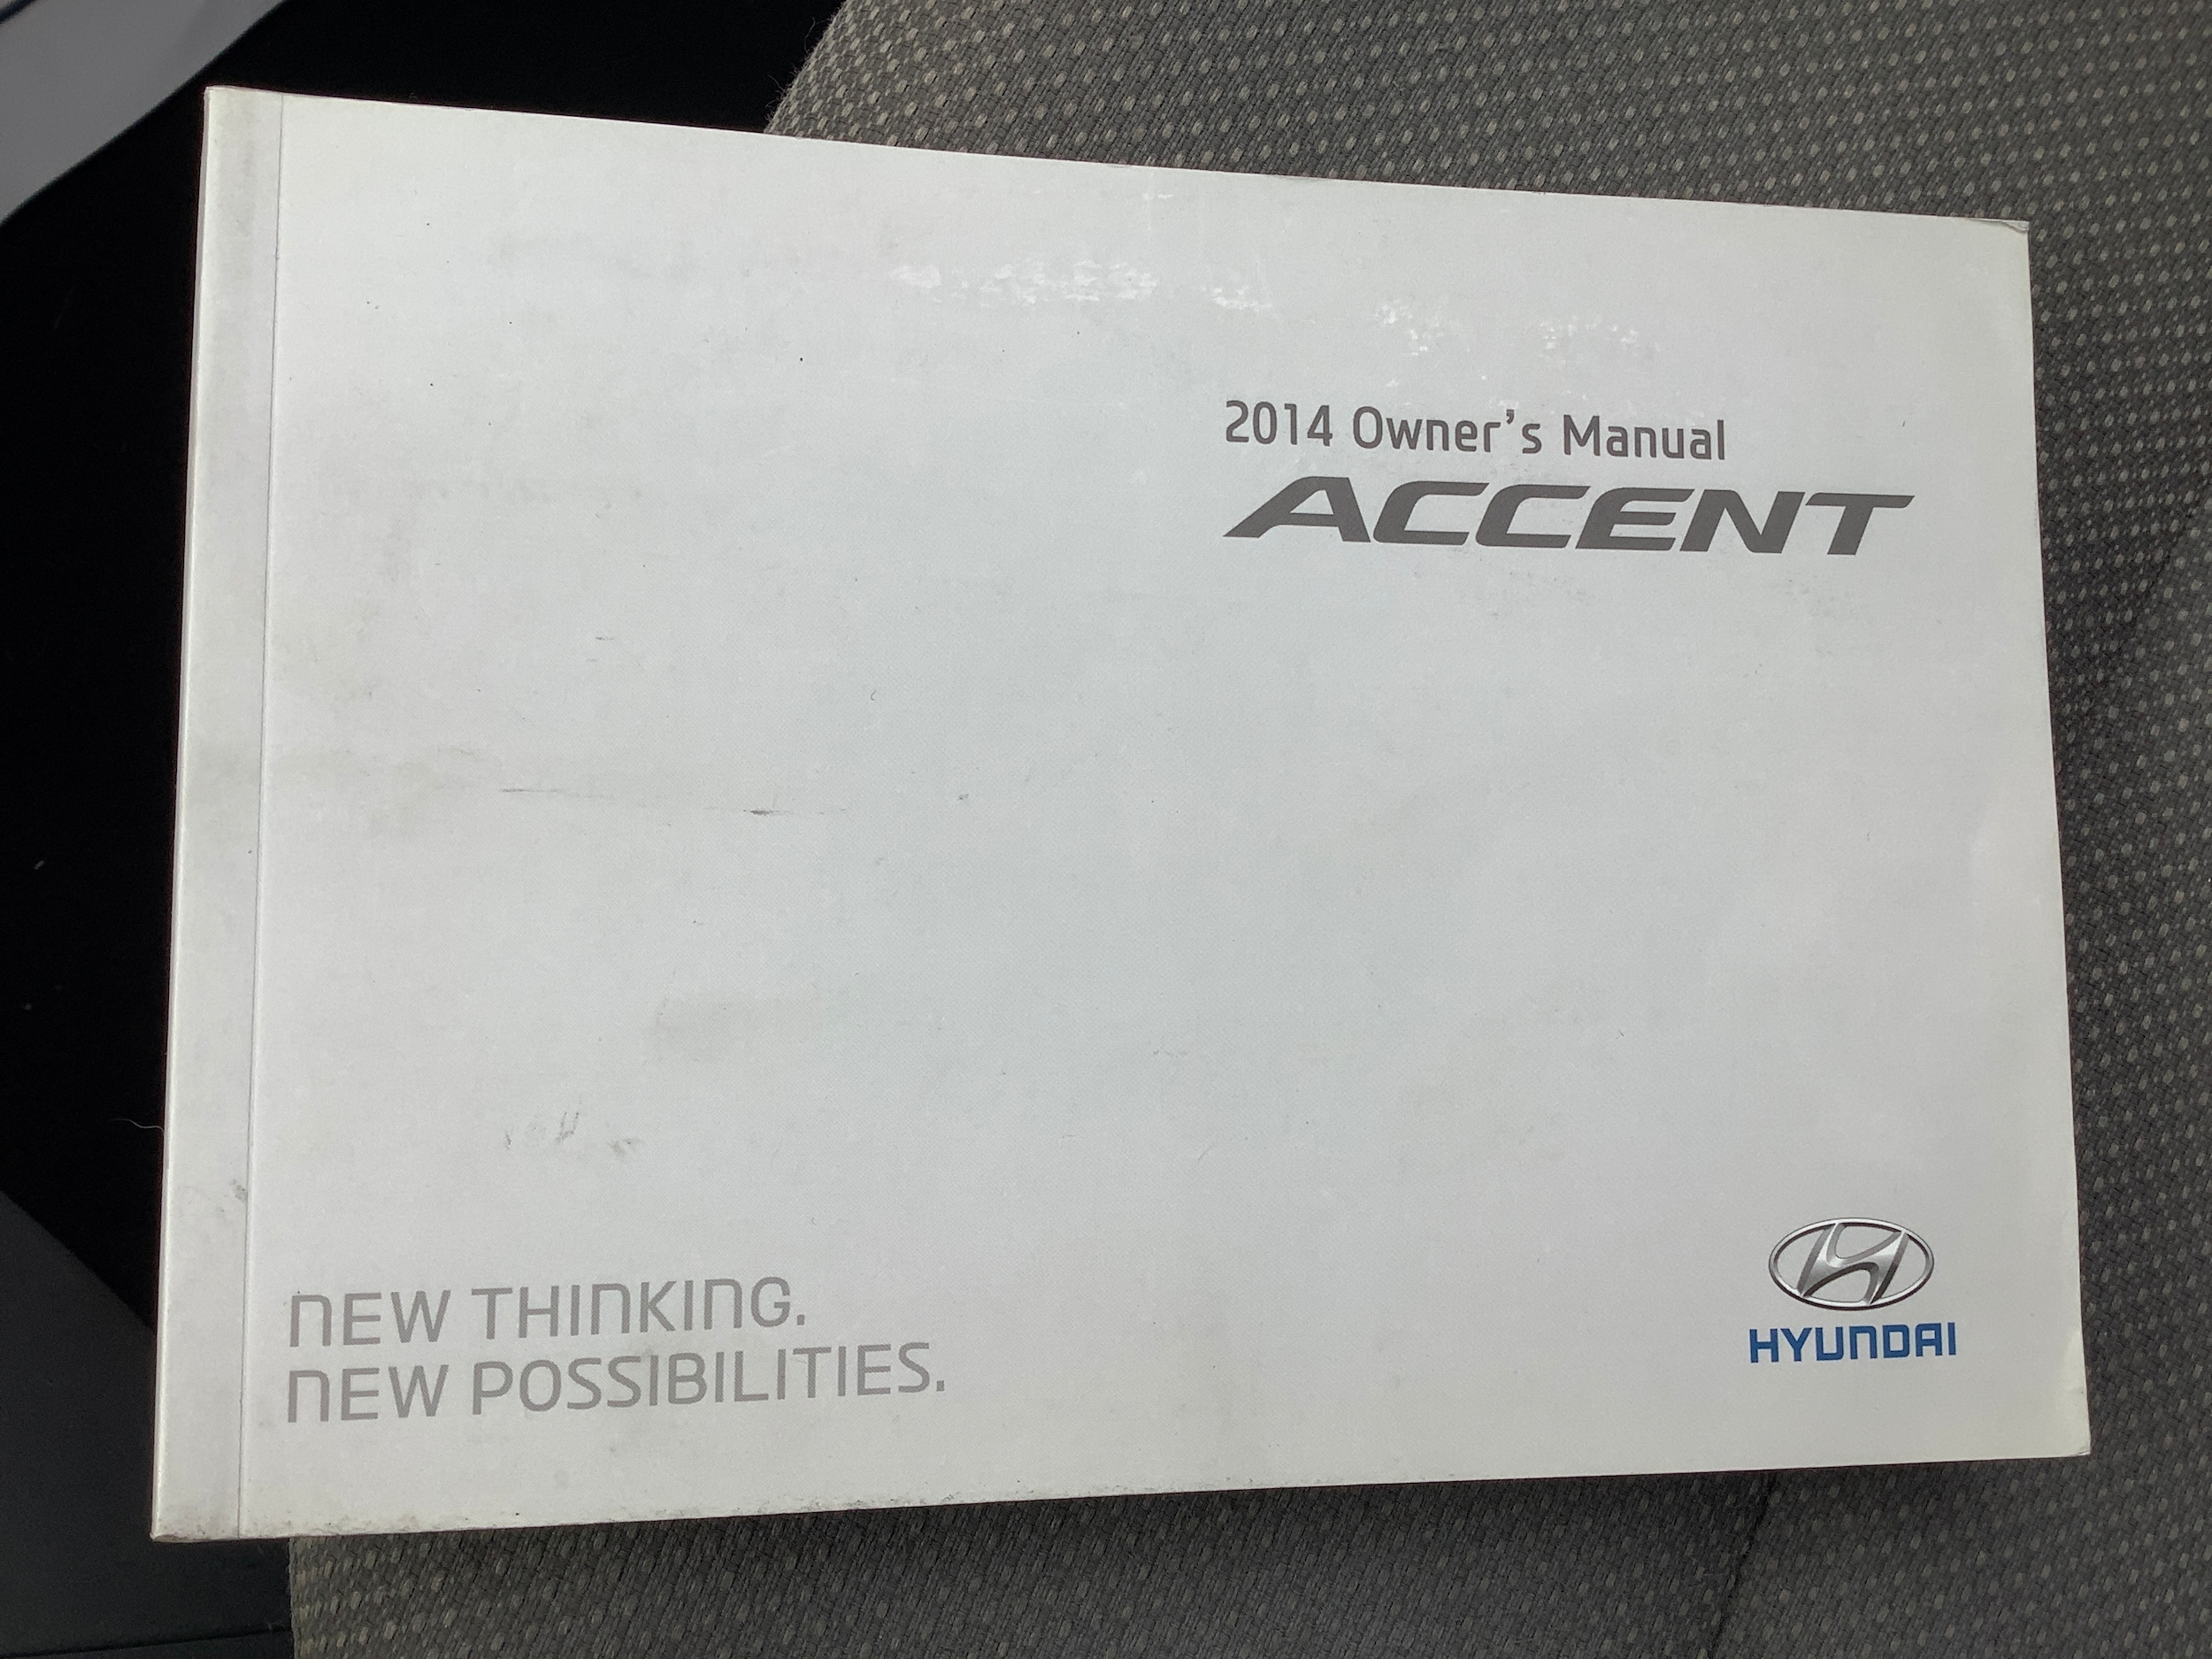 2014 Owner's Manual
ACCENT
NEW THINKING.
NEW POSSIBILITIES.
HYUNDAI